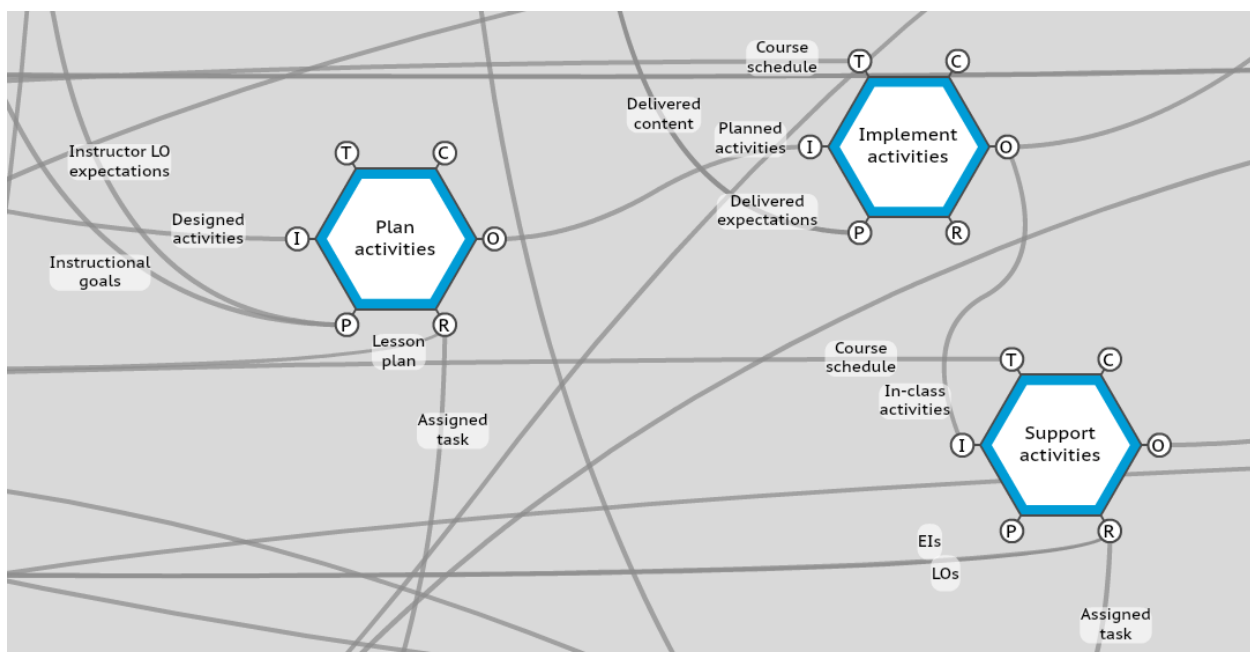 Course
schedule
T
C
Delivered
content
Planned
activities
I
Implement
activities
O
Instructor LO
expectations
T
C
Delivered
expectations
P
R
Designed
activities
I
Plan
activities
O
Instructional
goals
P
R
Lesson
plan
Course
schedule
T
C
In-class
activities
Assigned
task
I
Support
activities
O
P
R
EIs
LOs
Assigned
task